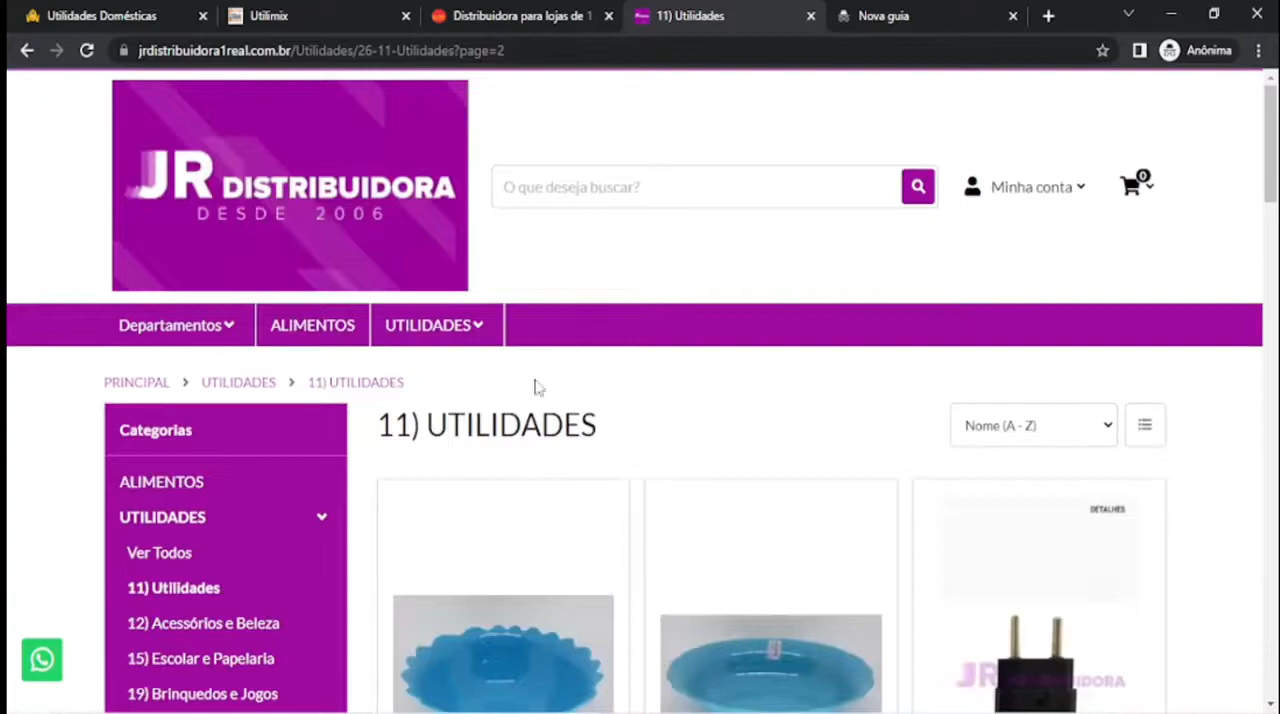 Utilidades Domésticas
Utilimix
Distribuidora para lojas de 1
11) Utilidades
Nova guia
jrdistribuidora1real.com.br/Utilidades/26-11-Utilidades?page=2
Anônima
JR DISTRIBUIDORA
DESDE 2006
O que deseja buscar?
Minha conta
0
Departamentos
ALIMENTOS
UTILIDADES
PRINCIPAL > UTILIDADES > 11) UTILIDADES
Categorias
ALIMENTOS
UTILIDADES
Ver Todos
11) Utilidades
12) Acessórios e Beleza
15) Escolar e Papelaria
19) Brinquedos e Jogos
11) UTILIDADES
Nome (A - Z)
DETALHES
JR DISTRIBUIDORA